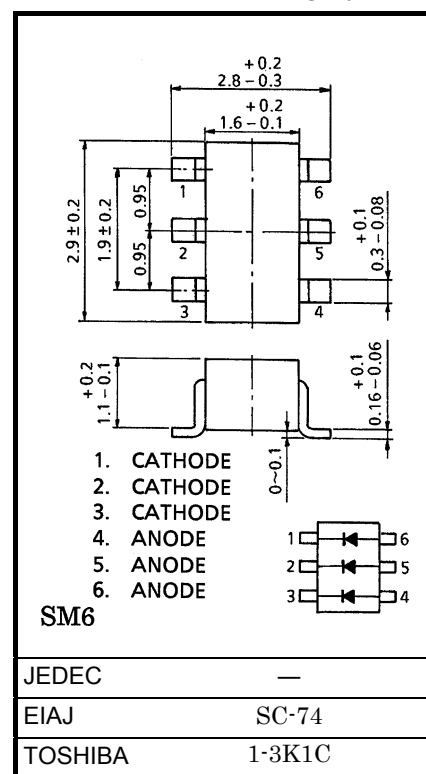 +0.2
2.8−0.3
+0.2
1.6−0.1
2.9±0.2
1.9±0.2
0.95
0.95
1
2
3
6
5
4
+0.1
0.3−0.08
+0.2
1.1−0.1
0~0.1
+0.1
0.16−0.06
1. CATHODE
2. CATHODE
3. CATHODE
4. ANODE
5. ANODE
6. ANODE
1 6
2 5
3 4
SM6
JEDEC —
EIAJ SC-74
TOSHIBA 1-3K1C